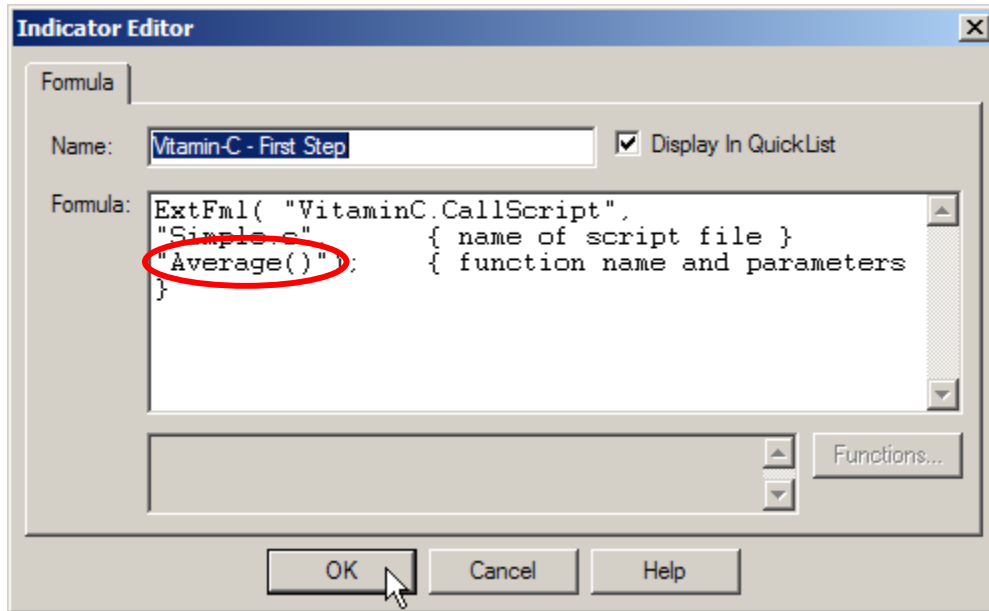 Indicator Editor
Formula
Name: Vitamin-C - First Step Display In QuickList
Formula: ExtFml( "VitaminC.CallScript",
"Simple.c", { name of script file }
"Average()"); { function name and parameters
}
Functions...
OK Cancel Help